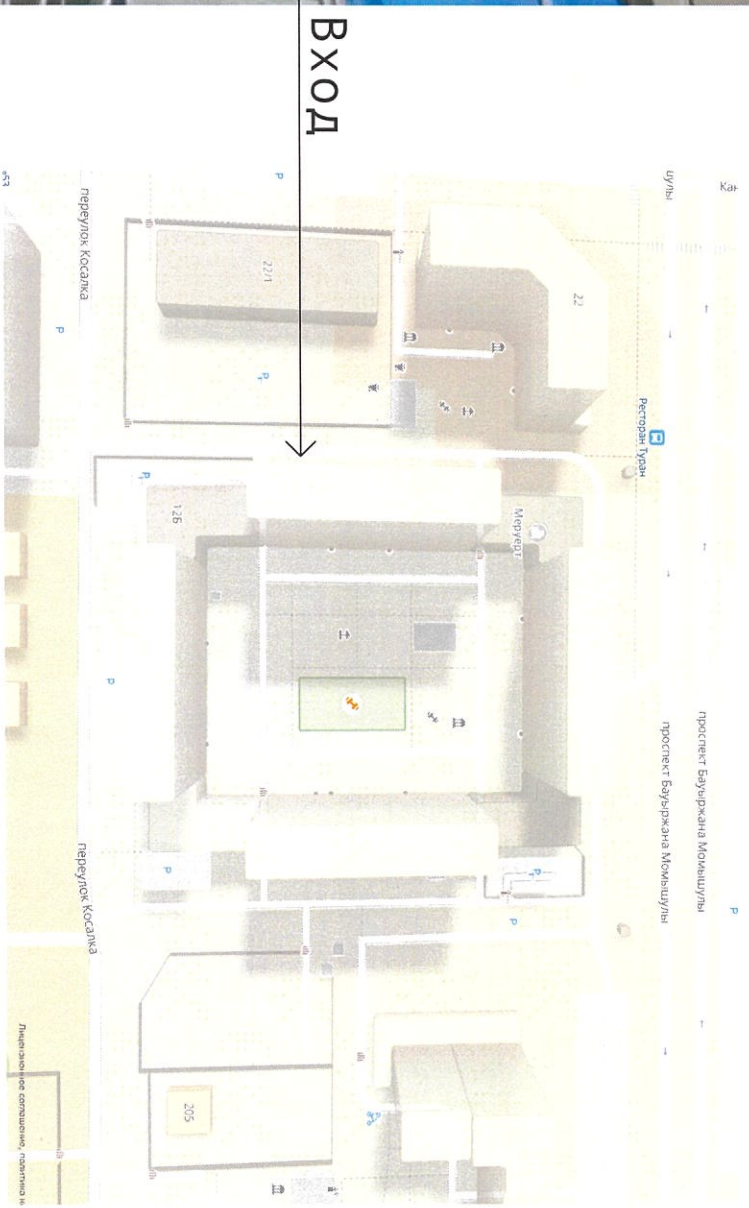 Вход
проспект Бауыржана Момышулы
проспект Бауыржана Момышулы
22
Ресторан Туран
Меруерт
22/1
12Б
переулок Косалка
переулок Косалка
205
P
P
P
P
P
P
P
P
P
Лицензионное соглашение, политика